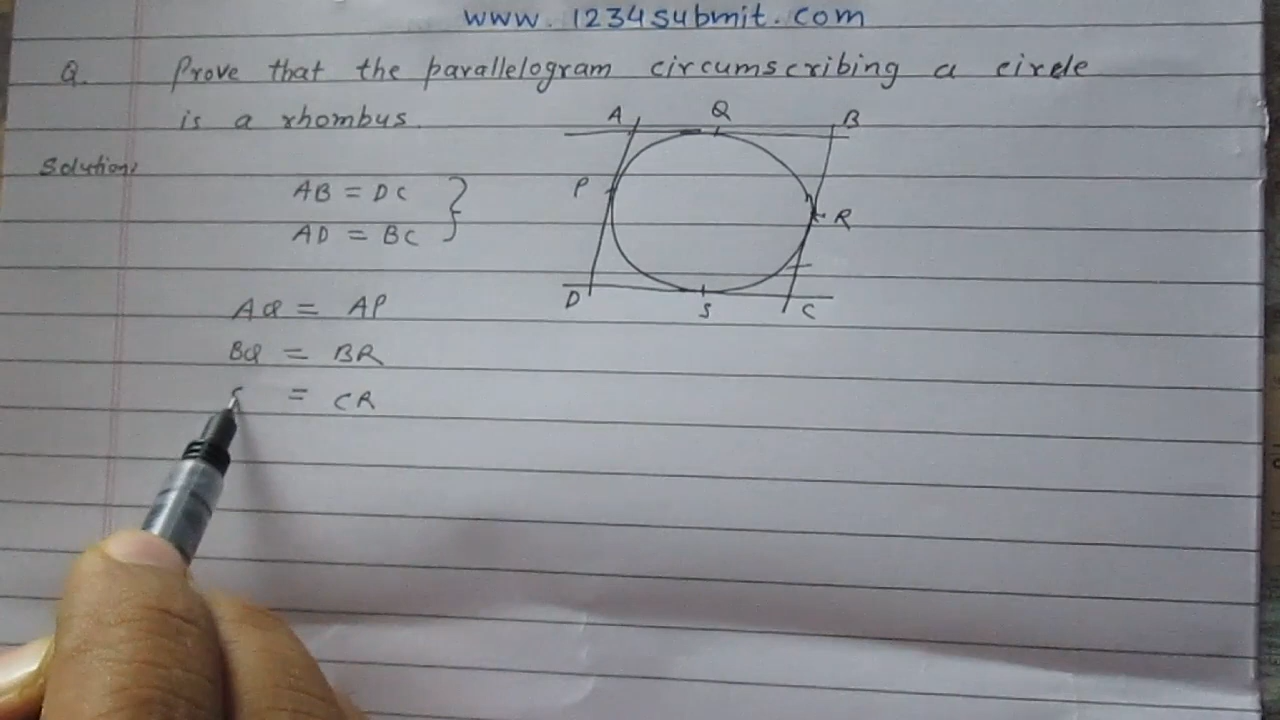 www.1234submit.com
Q. Prove that the parallelogram circumscribing a circle
is a rhombus.
A Q B
Solution:
AB = DC
P
R
AD = BC
D S C
AQ = AP
BQ = BR
= CR